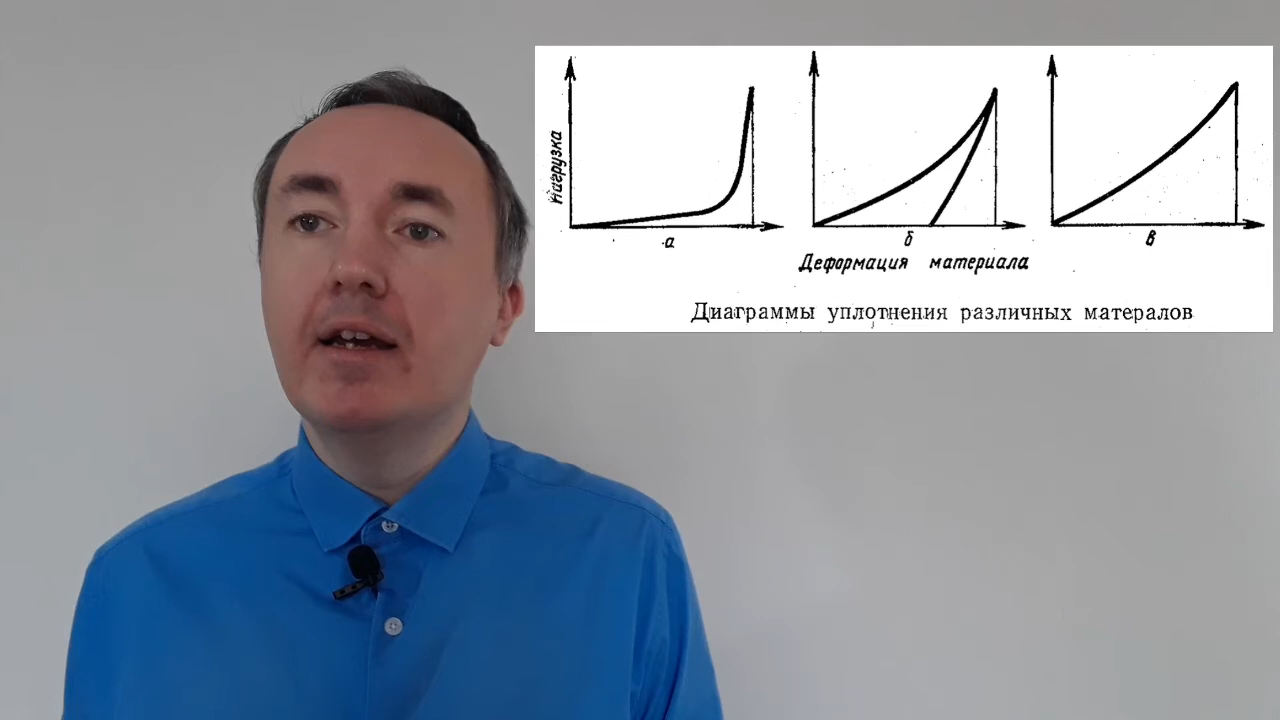 Нагрузка
а
б
в
Деформация материала
Диаграммы уплотнения различных матералов